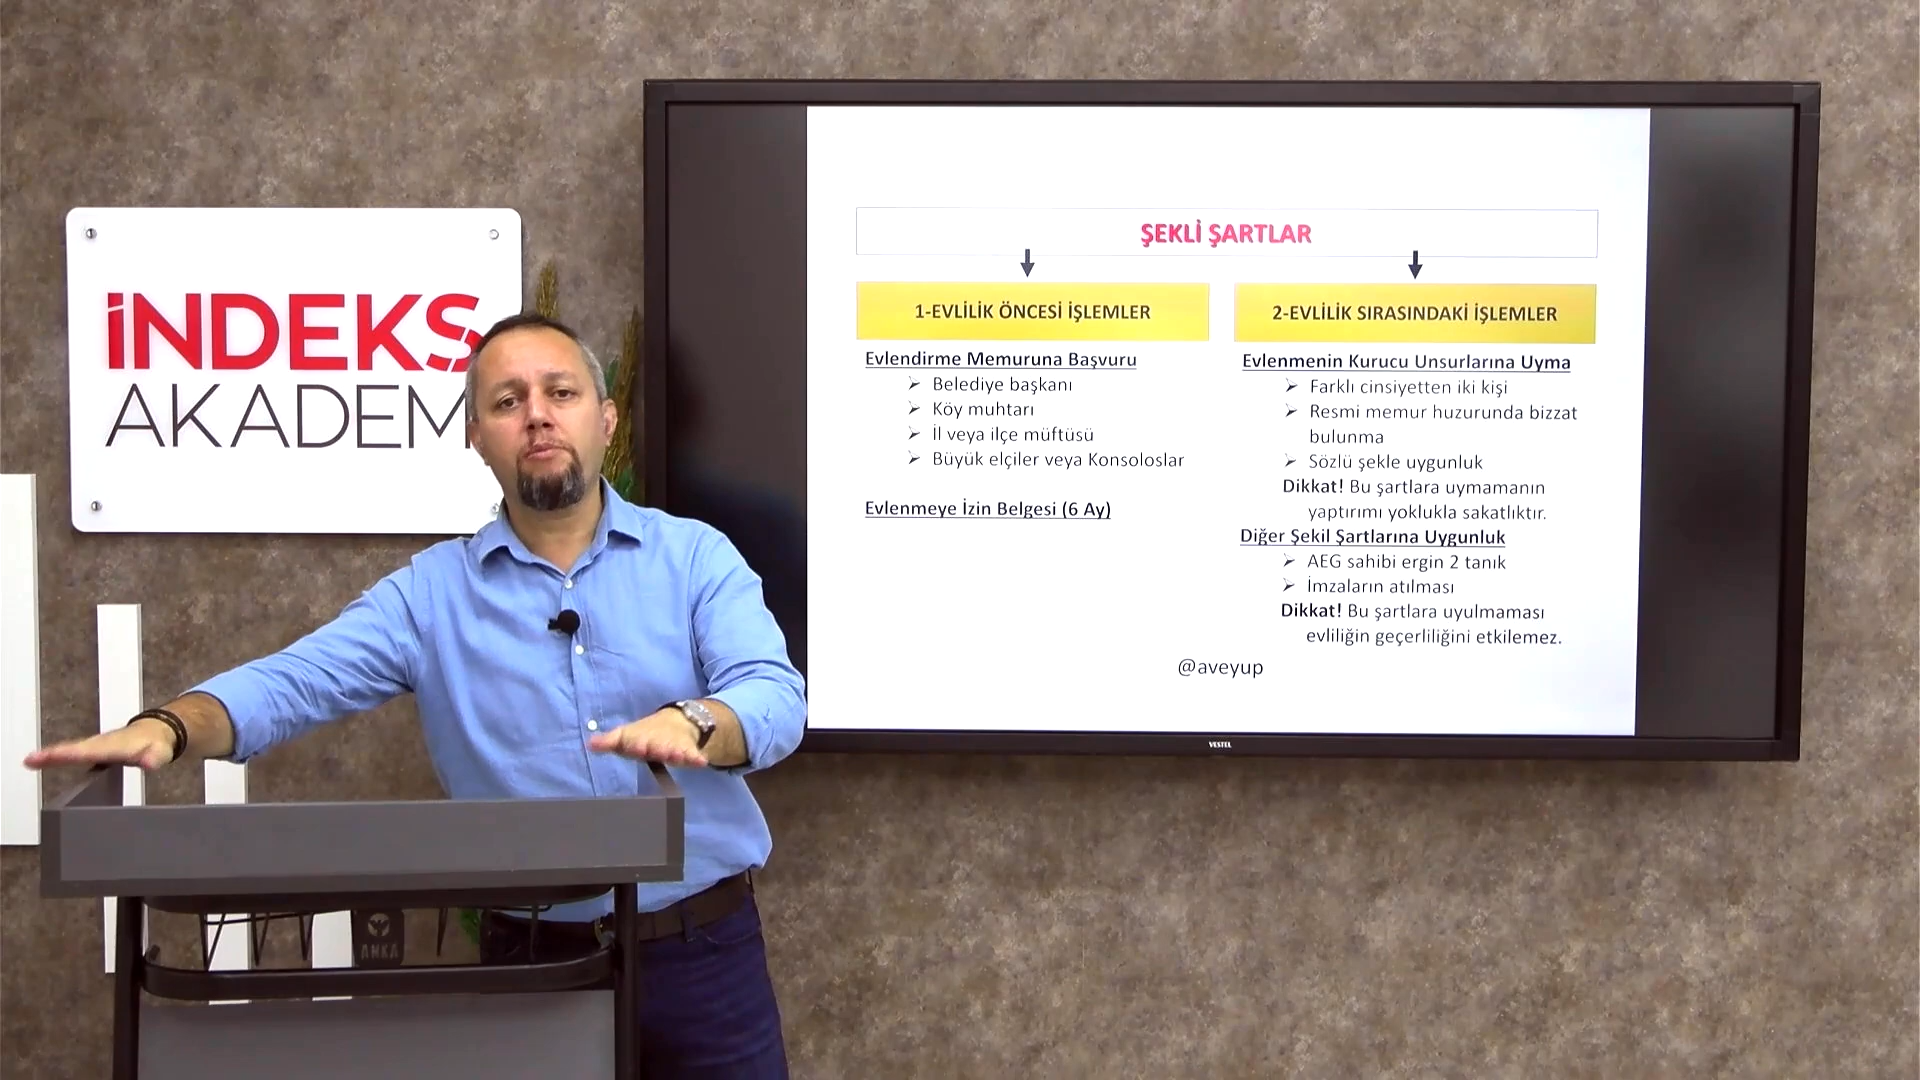 İNDEKS
AKADEM
ŞEKLİ ŞARTLAR
1-EVLİLİK ÖNCESİ İŞLEMLER
Evlendirme Memuruna Başvuru
➢ Belediye başkanı
➢ Köy muhtarı
➢ İl veya ilçe müftüsü
➢ Büyük elçiler veya Konsoloslar
Evlenmeye İzin Belgesi (6 Ay)
2-EVLİLİK SIRASINDAKİ İŞLEMLER
Evlenmenin Kurucu Unsurlarına Uyma
➢ Farklı cinsiyetten iki kişi
➢ Resmi memur huzurunda bizzat
bulunma
➢ Sözlü şekle uygunluk
Dikkat! Bu şartlara uymamanın
yaptırımı yoklukla sakatlıktır.
Diğer Şekil Şartlarına Uygunluk
➢ AEG sahibi ergin 2 tanık
➢ İmzaların atılması
Dikkat! Bu şartlara uyulmaması
evliliğin geçerliliğini etkilemez.
@aveyup
VESTEL
ANKA